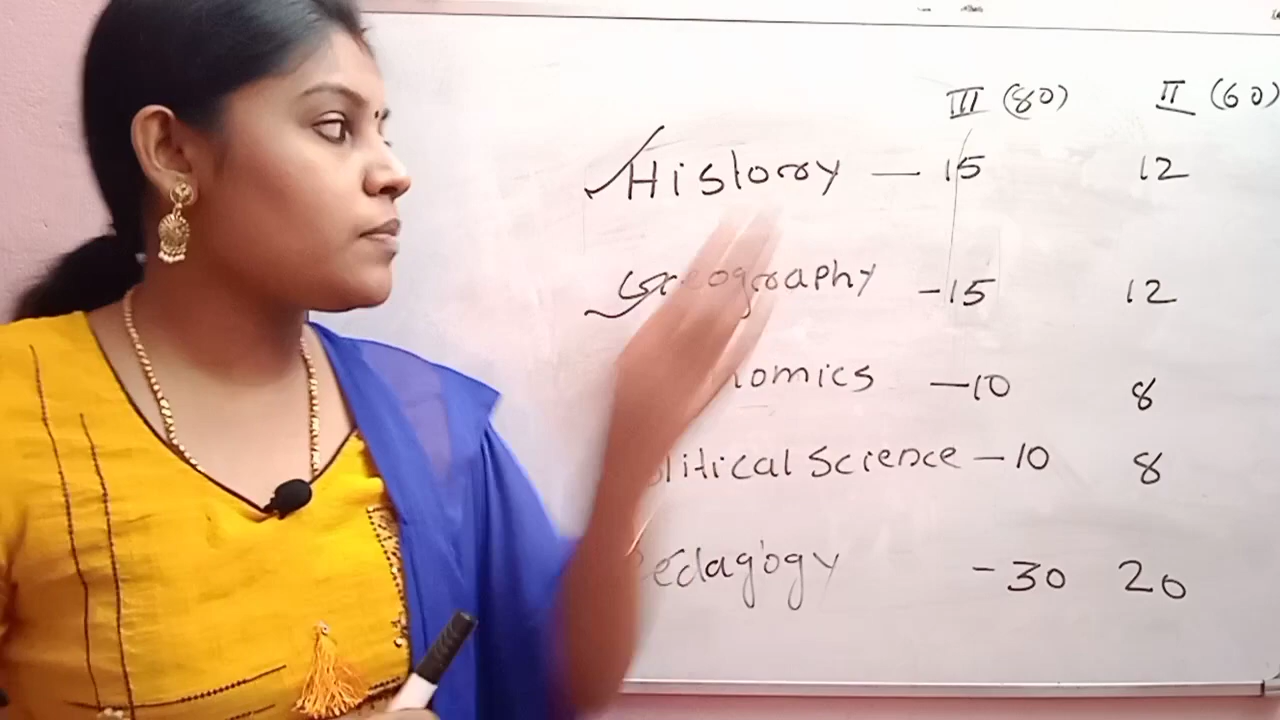 III (80) II (60)
History — 15 12
Geography -15 12
nomics —10 8
litical Science —10 8
edagogy -30 20